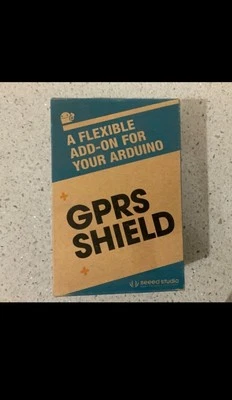 A FLEXIBLE
ADD-ON FOR
YOUR ARDUINO
GPRS
SHIELD
seeed studio